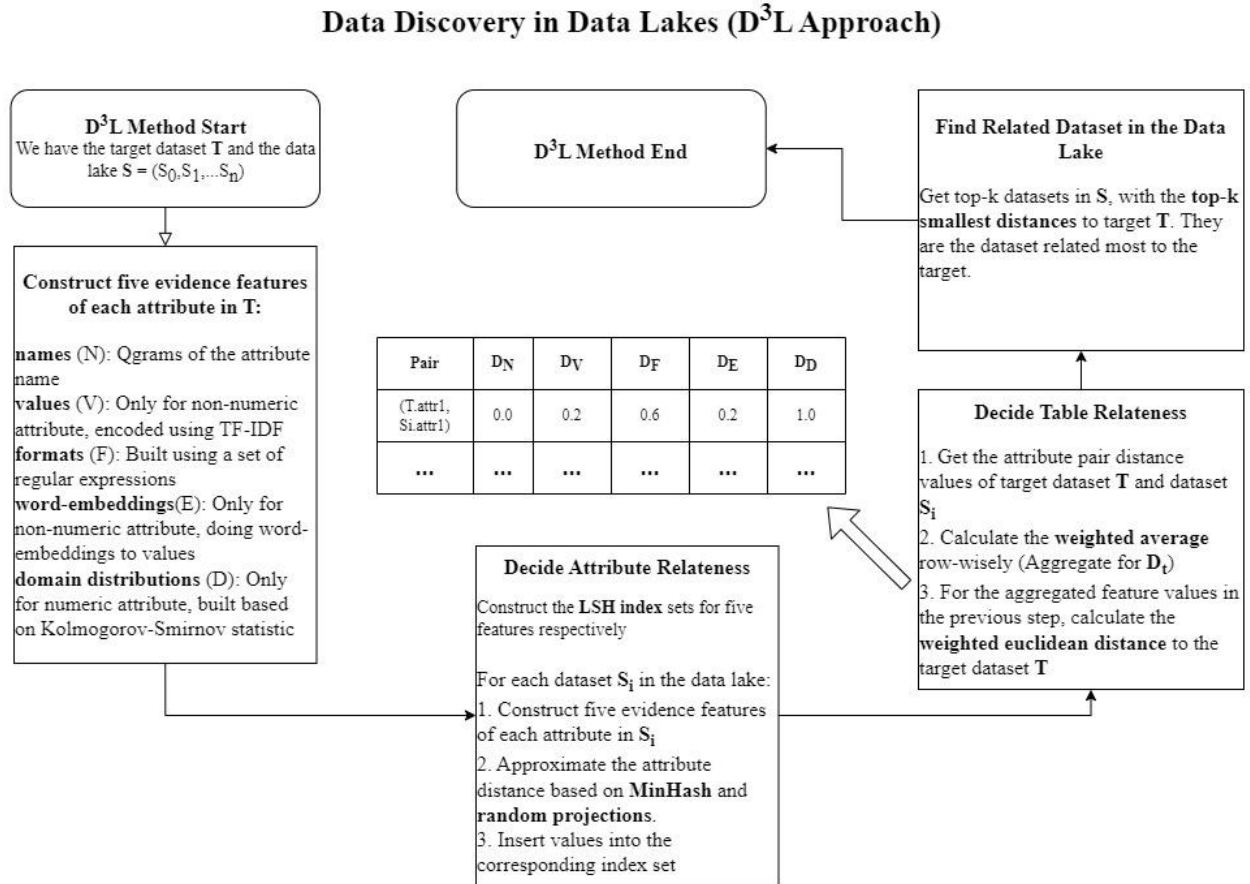 Data Discovery in Data Lakes (D³L Approach)
D³L Method Start
We have the target dataset T and the data
lake S = (S₀,S₁,...Sₙ)
Construct five evidence features
of each attribute in T:
names (N): Qgrams of the attribute
name
values (V): Only for non-numeric
attribute, encoded using TF-IDF
formats (F): Built using a set of
regular expressions
word-embeddings(E): Only for
non-numeric attribute, doing word-
embeddings to values
domain distributions (D): Only
for numeric attribute, built based
on Kolmogorov-Smirnov statistic
Decide Attribute Relateness
Construct the LSH index sets for five
features respectively
For each dataset Sᵢ in the data lake:
1. Construct five evidence features
of each attribute in Sᵢ
2. Approximate the attribute
distance based on MinHash and
random projections.
3. Insert values into the
corresponding index set
Pair D_N D_V D_F D_E D_D
(T.attr1,
Si.attr1) 0.0 0.2 0.6 0.2 1.0
... ... ... ... ... ...
Decide Table Relateness
1. Get the attribute pair distance
values of target dataset T and dataset
Sᵢ
2. Calculate the weighted average
row-wisely (Aggregate for Dₜ)
3. For the aggregated feature values in
the previous step, calculate the
weighted euclidean distance to the
target dataset T
Find Related Dataset in the Data
Lake
Get top-k datasets in S, with the top-k
smallest distances to target T. They
are the dataset related most to the
target.
D³L Method End